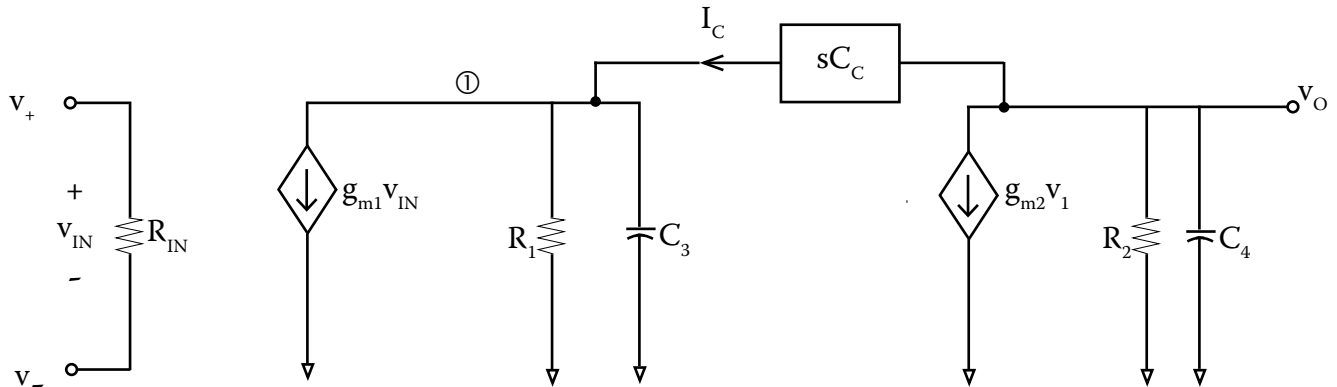 I_C
sC_C
①
v_+
v_O
+
g_m1v_IN
g_m2v_1
v_IN
R_IN
R_1
C_3
R_2
C_4
-
v_-